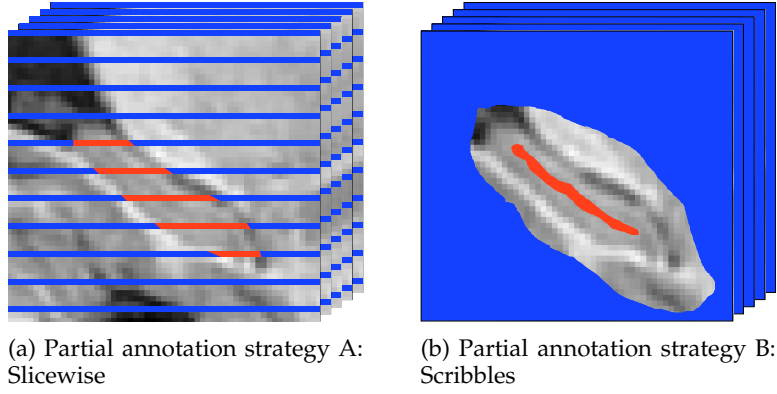 (a) Partial annotation strategy A:
Slicewise
(b) Partial annotation strategy B:
Scribbles